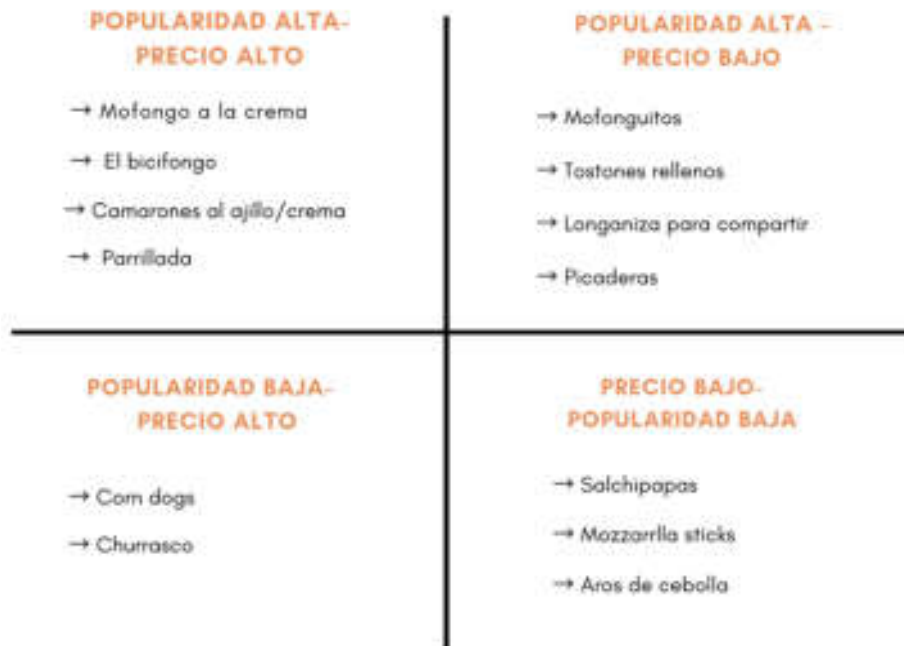 POPULARIDAD ALTA-
PRECIO ALTO
→ Mofongo a la crema
→ El bicifongo
→ Camarones al ajillo/crema
→ Parrillada
POPULARIDAD ALTA -
PRECIO BAJO
→ Mofonguitos
→ Tostones rellenos
→ Longaniza para compartir
→ Picaderas
POPULARIDAD BAJA-
PRECIO ALTO
→ Corn dogs
→ Churrasco
PRECIO BAJO-
POPULARIDAD BAJA
→ Salchipapas
→ Mozzarrlla sticks
→ Aros de cebolla